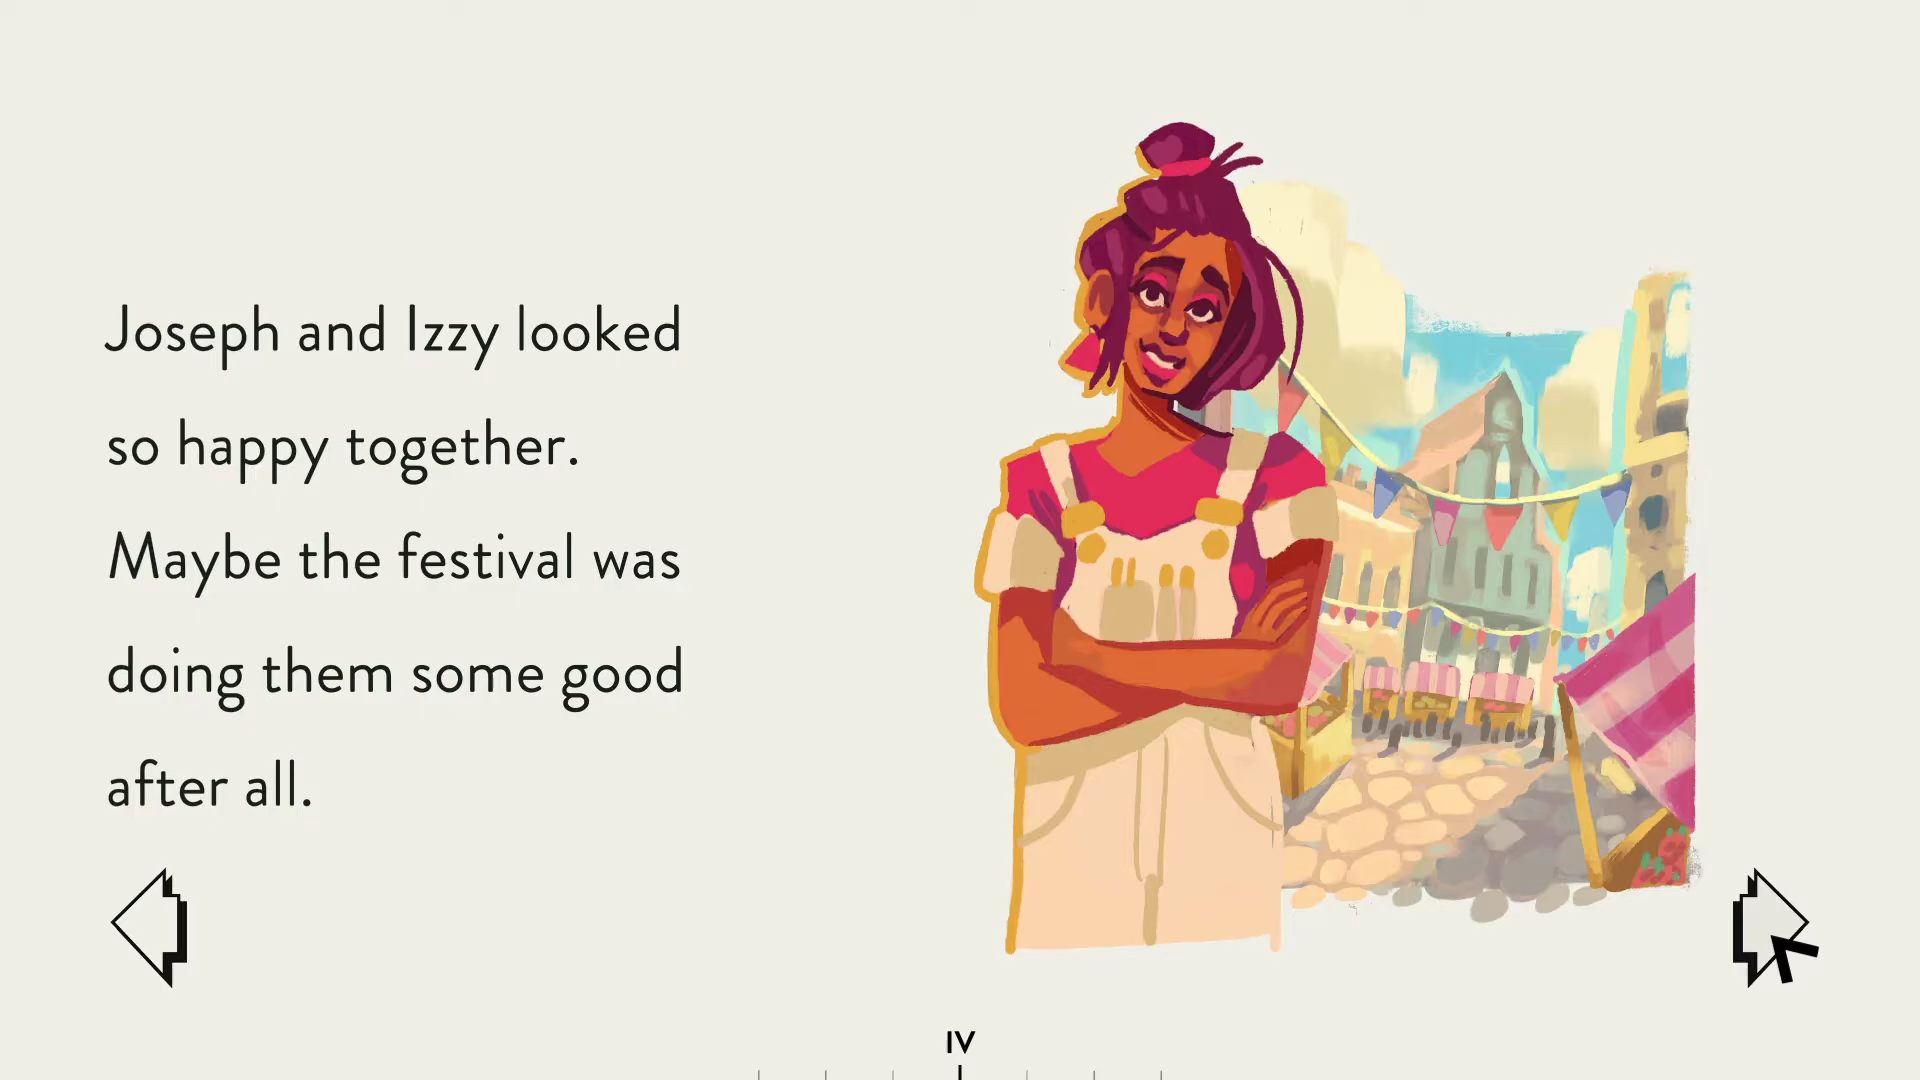 Joseph and Izzy looked
so happy together.
Maybe the festival was
doing them some good
after all.
IV